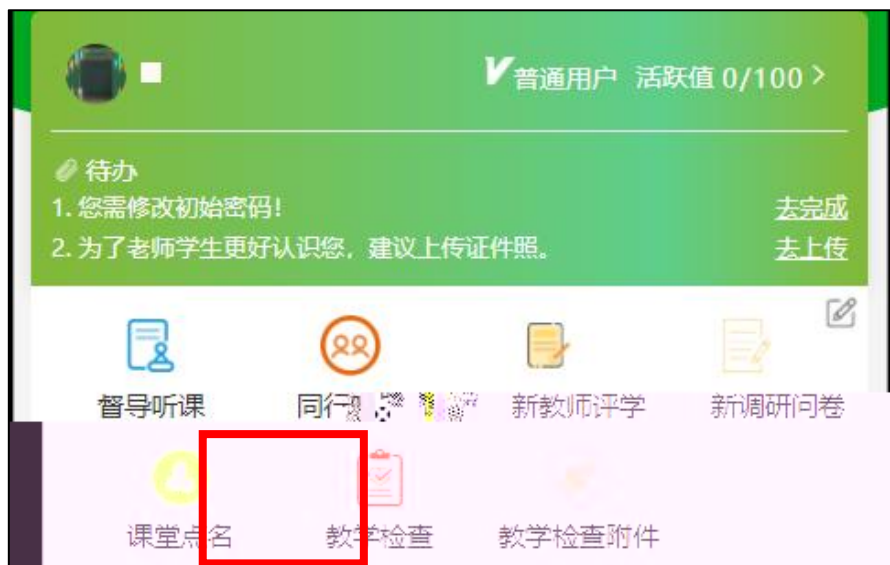 V普通用户 活跃值 0/100 >
待办
1. 您需修改初始密码！ 去完成
2. 为了老师学生更好认识您，建议上传证件照。 去上传
督导听课 同行 新教师评学 新调研问卷
课堂点名 教学检查 教学检查附件